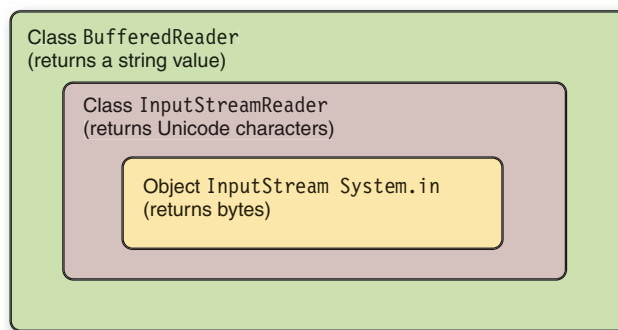 Class BufferedReader
(returns a string value)
Class InputStreamReader
(returns Unicode characters)
Object InputStream System.in
(returns bytes)